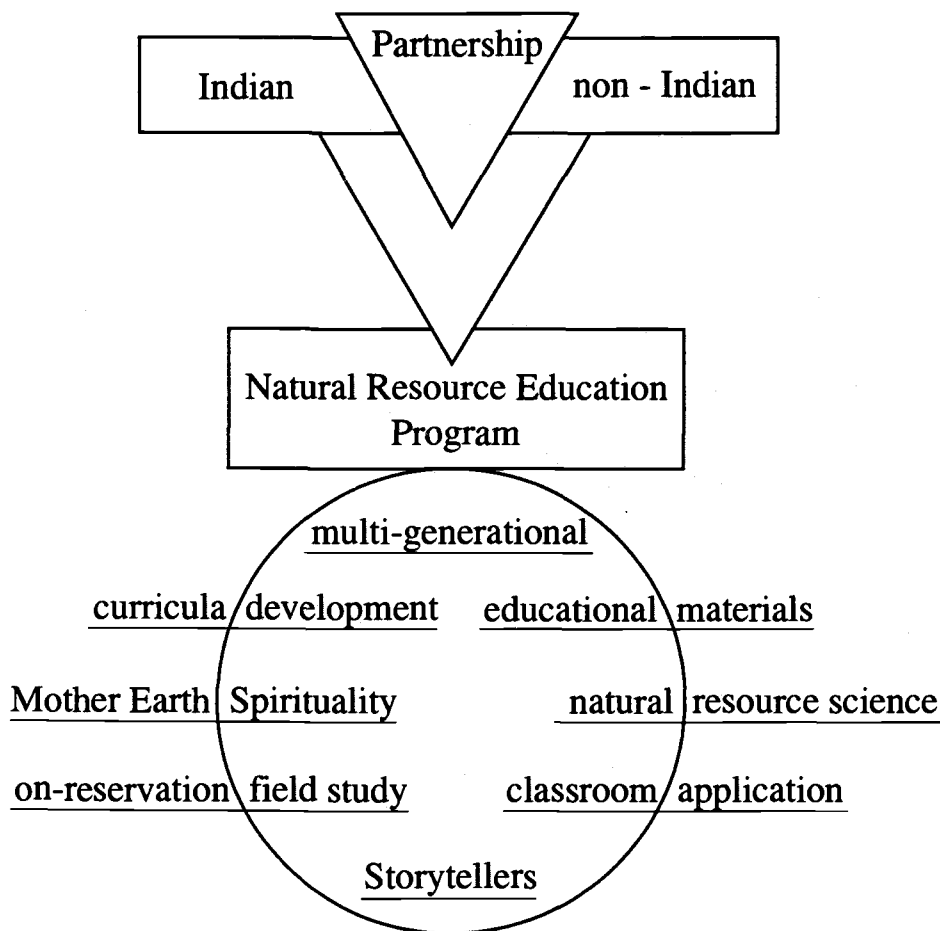 Partnership
Indian
non - Indian
Natural Resource Education
Program
multi-generational
curricula development
educational materials
Mother Earth Spirituality
natural resource science
on-reservation field study
classroom application
Storytellers